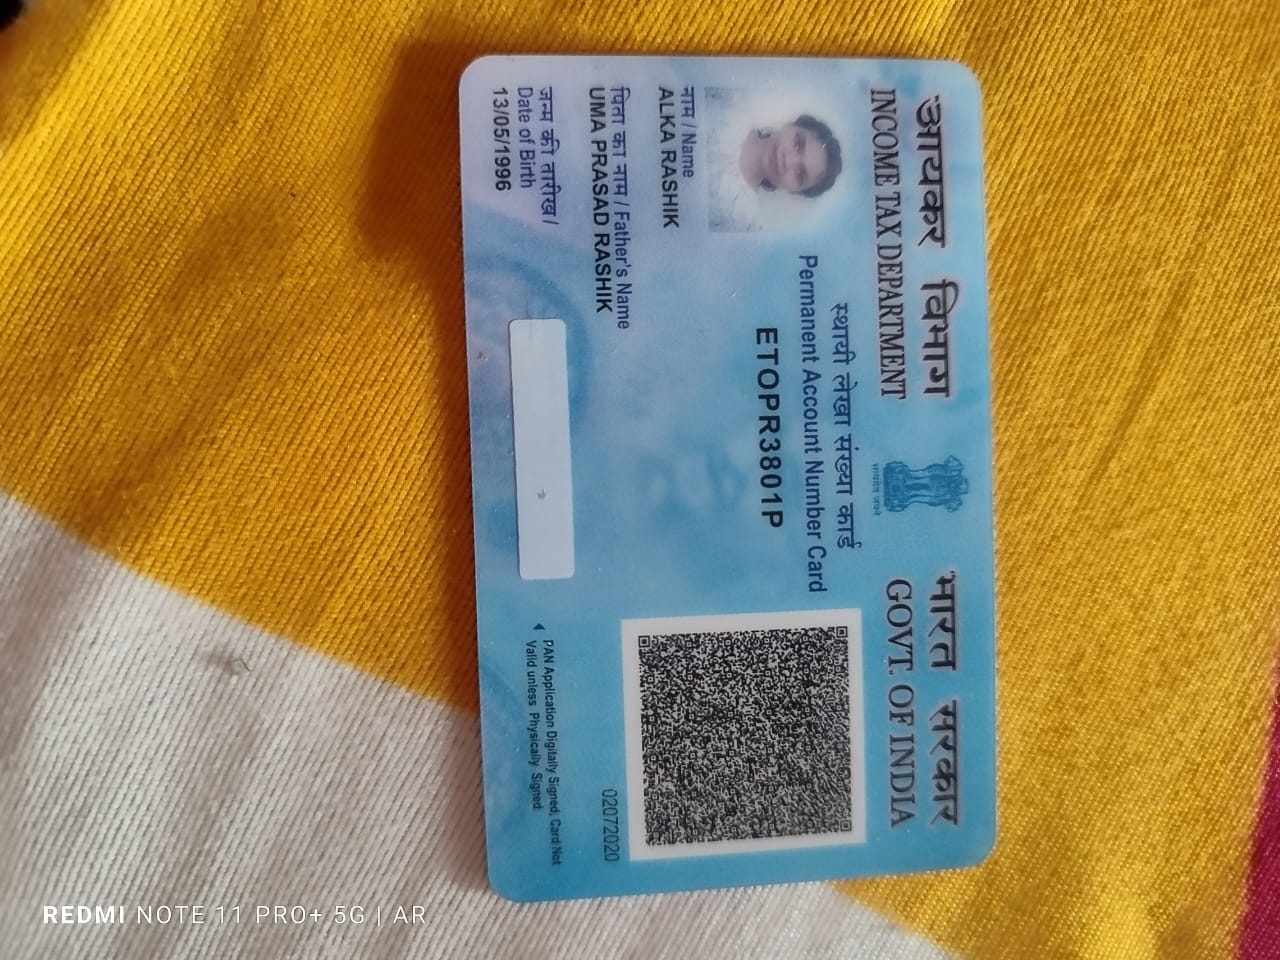 आयकर विभाग
INCOME TAX DEPARTMENT
सत्यमेव जयते
भारत सरकार
GOVT. OF INDIA
स्थायी लेखा संख्या कार्ड
Permanent Account Number Card
ETOPR3801P
नाम / Name
ALKA RASHIK
पिता का नाम / Father's Name
UMA PRASAD RASHIK
जन्म की तारीख /
Date of Birth
13/05/1996
02072020
PAN Application Digitally Signed, Card Not
Valid unless Physically Signed
REDMI NOTE 11 PRO+ 5G | AR